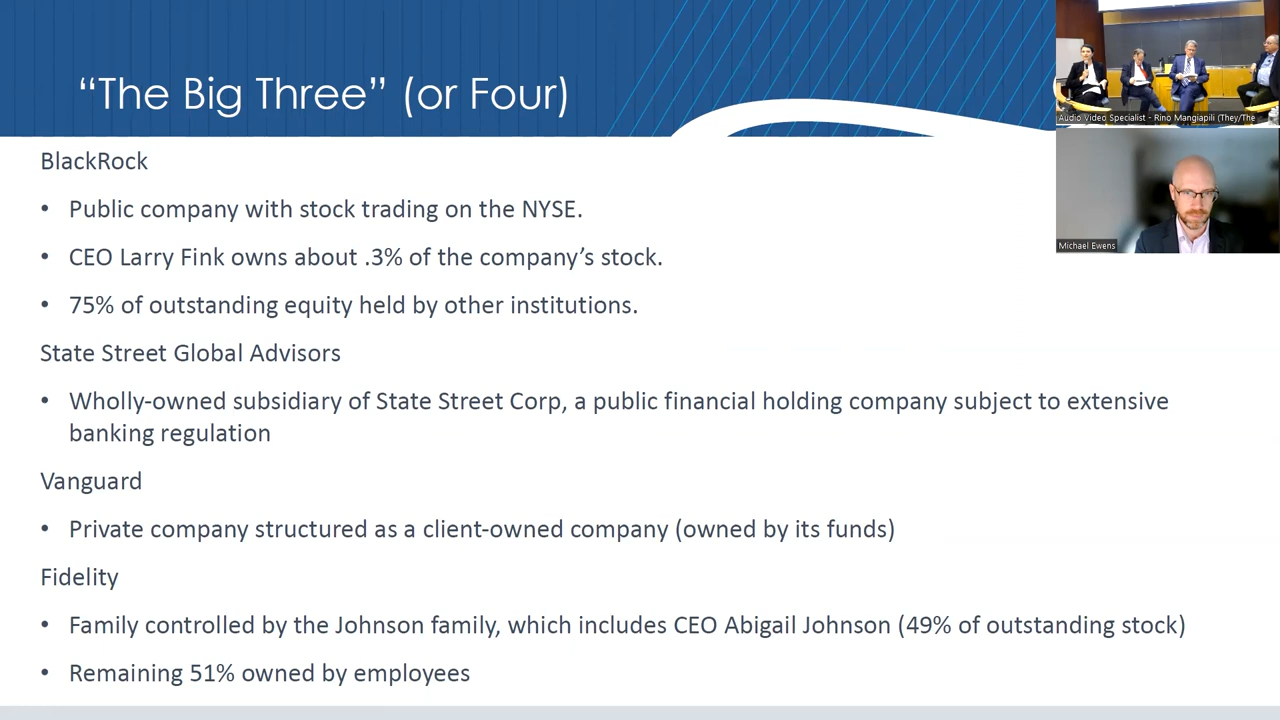 “The Big Three” (or Four)
BlackRock
• Public company with stock trading on the NYSE.
• CEO Larry Fink owns about .3% of the company’s stock.
• 75% of outstanding equity held by other institutions.
State Street Global Advisors
• Wholly-owned subsidiary of State Street Corp, a public financial holding company subject to extensive
banking regulation
Vanguard
• Private company structured as a client-owned company (owned by its funds)
Fidelity
• Family controlled by the Johnson family, which includes CEO Abigail Johnson (49% of outstanding stock)
• Remaining 51% owned by employees
Audio Video Specialist - Rino Mangiapili (They/The
Michael Ewens